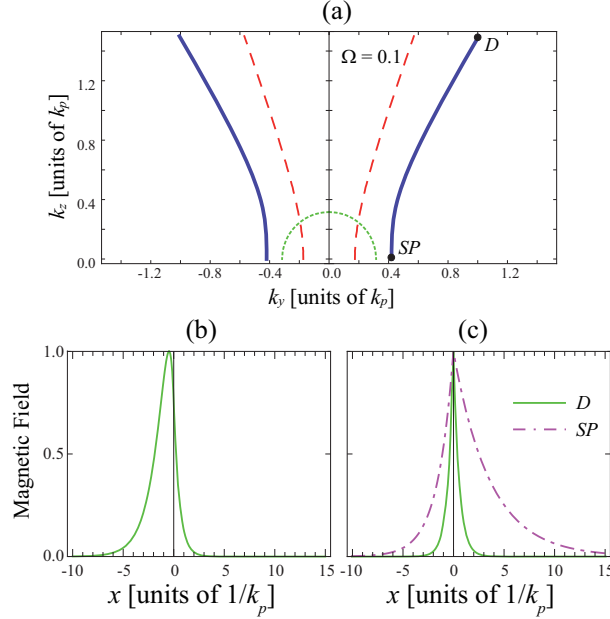 (a)
Ω = 0.1
D
SP
1.2
0.8
0.4
0.0
k_z [units of k_p]
-1.2 -0.8 -0.4 0.0 0.4 0.8 1.2
k_y [units of k_p]
(b)
(c)
1.0
0.5
0.0
Magnetic Field
D
SP
-10 -5 0 5 10 15
-10 -5 0 5 10 15
x [units of 1/k_p]
x [units of 1/k_p]